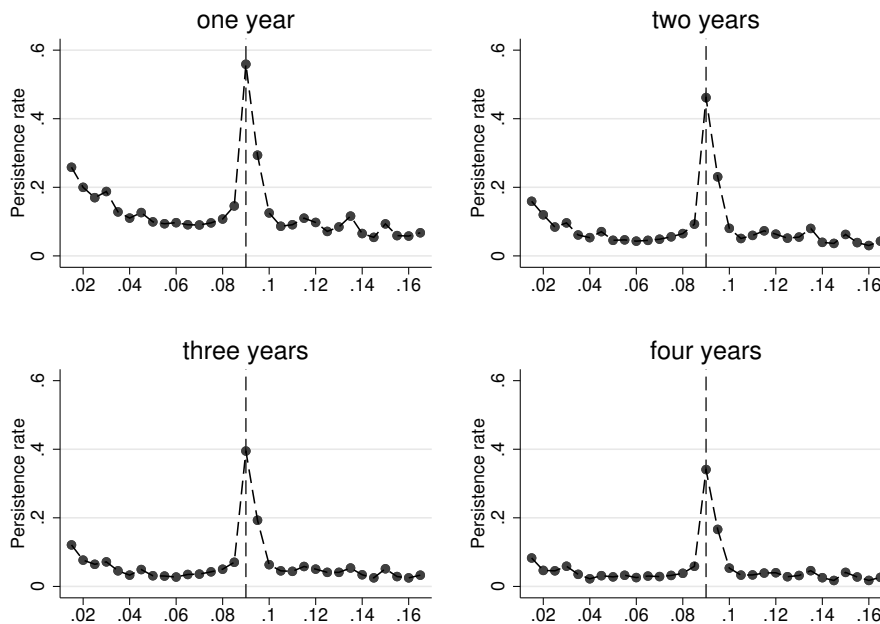 one year
Persistence rate
.6
.4
.2
0
.02 .04 .06 .08 .1 .12 .14 .16
two years
Persistence rate
.6
.4
.2
0
.02 .04 .06 .08 .1 .12 .14 .16
three years
Persistence rate
.6
.4
.2
0
.02 .04 .06 .08 .1 .12 .14 .16
four years
Persistence rate
.6
.4
.2
0
.02 .04 .06 .08 .1 .12 .14 .16